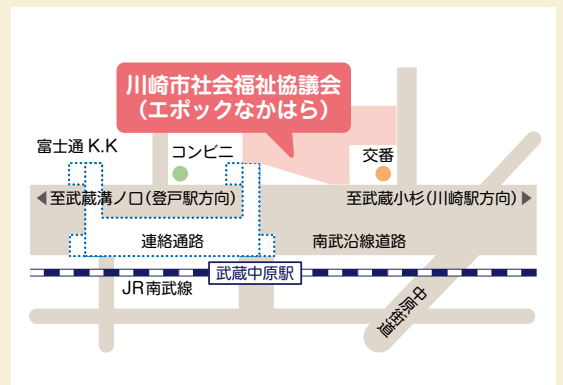 川崎市社会福祉協議会
（エポックなかはら）
富士通 K.K
コンビニ
交番
◀至武蔵溝ノ口（登戸駅方向）
至武蔵小杉（川崎駅方向）▶
連絡通路
南武沿線道路
武蔵中原駅
JR南武線
中原街道